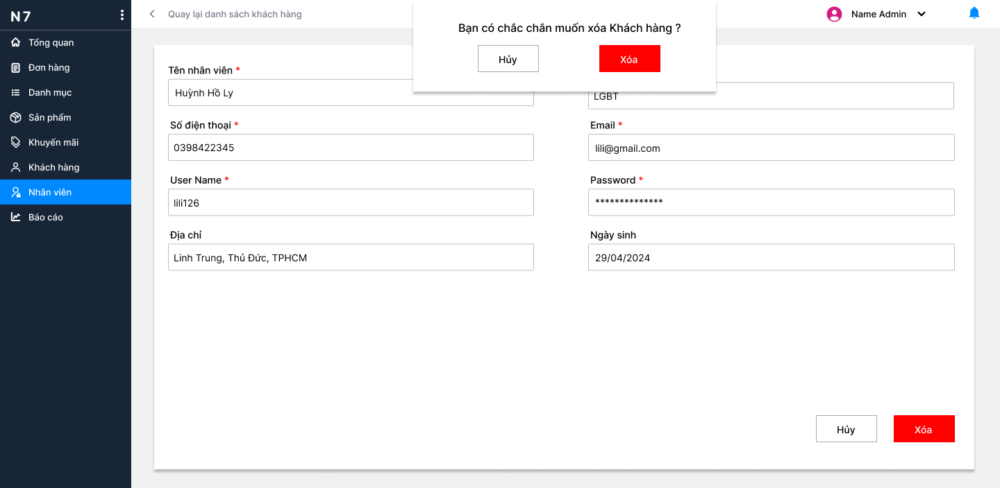 N7
Tổng quan
Đơn hàng
Danh mục
Sản phẩm
Khuyến mãi
Khách hàng
Nhân viên
Báo cáo
Quay lại danh sách khách hàng
Name Admin
Bạn có chắc chắn muốn xóa Khách hàng ?
Hủy Xóa
Tên nhân viên *
Huỳnh Hồ Ly
LGBT
Số điện thoại *
0398422345
Email *
lili@gmail.com
User Name *
lili126
Password *
**************
Địa chỉ
Linh Trung, Thủ Đức, TPHCM
Ngày sinh
29/04/2024
Hủy Xóa